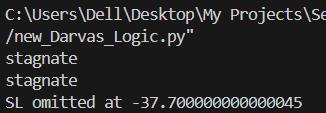 C:\Users\Dell\Desktop\My Projects\Se
/new_Darvas_Logic.py"
stagnate
stagnate
SL omitted at -37.700000000000045